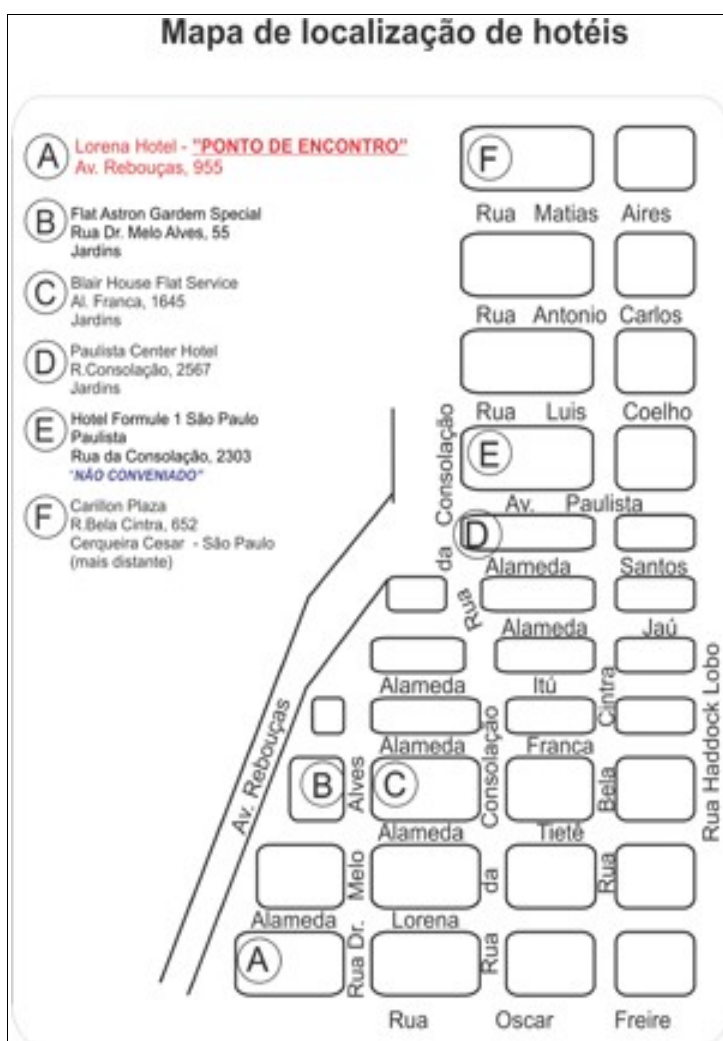 Mapa de localização de hotéis
A
Lorena Hotel - "PONTO DE ENCONTRO"
Av. Rebouças, 955
B
Flat Astron Gardem Special
Rua Dr. Melo Alves, 55
Jardins
C
Blair House Flat Service
Al. Franca, 1645
Jardins
D
Paulista Center Hotel
R.Consolação, 2567
Jardins
E
Hotel Formule 1 São Paulo
Paulista
Rua da Consolação, 2303
"NÃO CONVENIADO"
F
Carillon Plaza
R.Bela Cintra, 652
Cerqueira Cesar - São Paulo
(mais distante)
F
Rua Matias Aires
Rua Antonio Carlos
Rua Luis Coelho
E
Av. Paulista
D
Alameda Santos
Rua da Consolação
Alameda Jaú
Alameda Itú
Alameda França
B
C
Alameda Tietê
Alameda Lorena
A
Rua Oscar Freire
Av. Rebouças
Rua Dr. Melo Alves
Rua da Consolação
Rua Bela Cintra
Rua Haddock Lobo